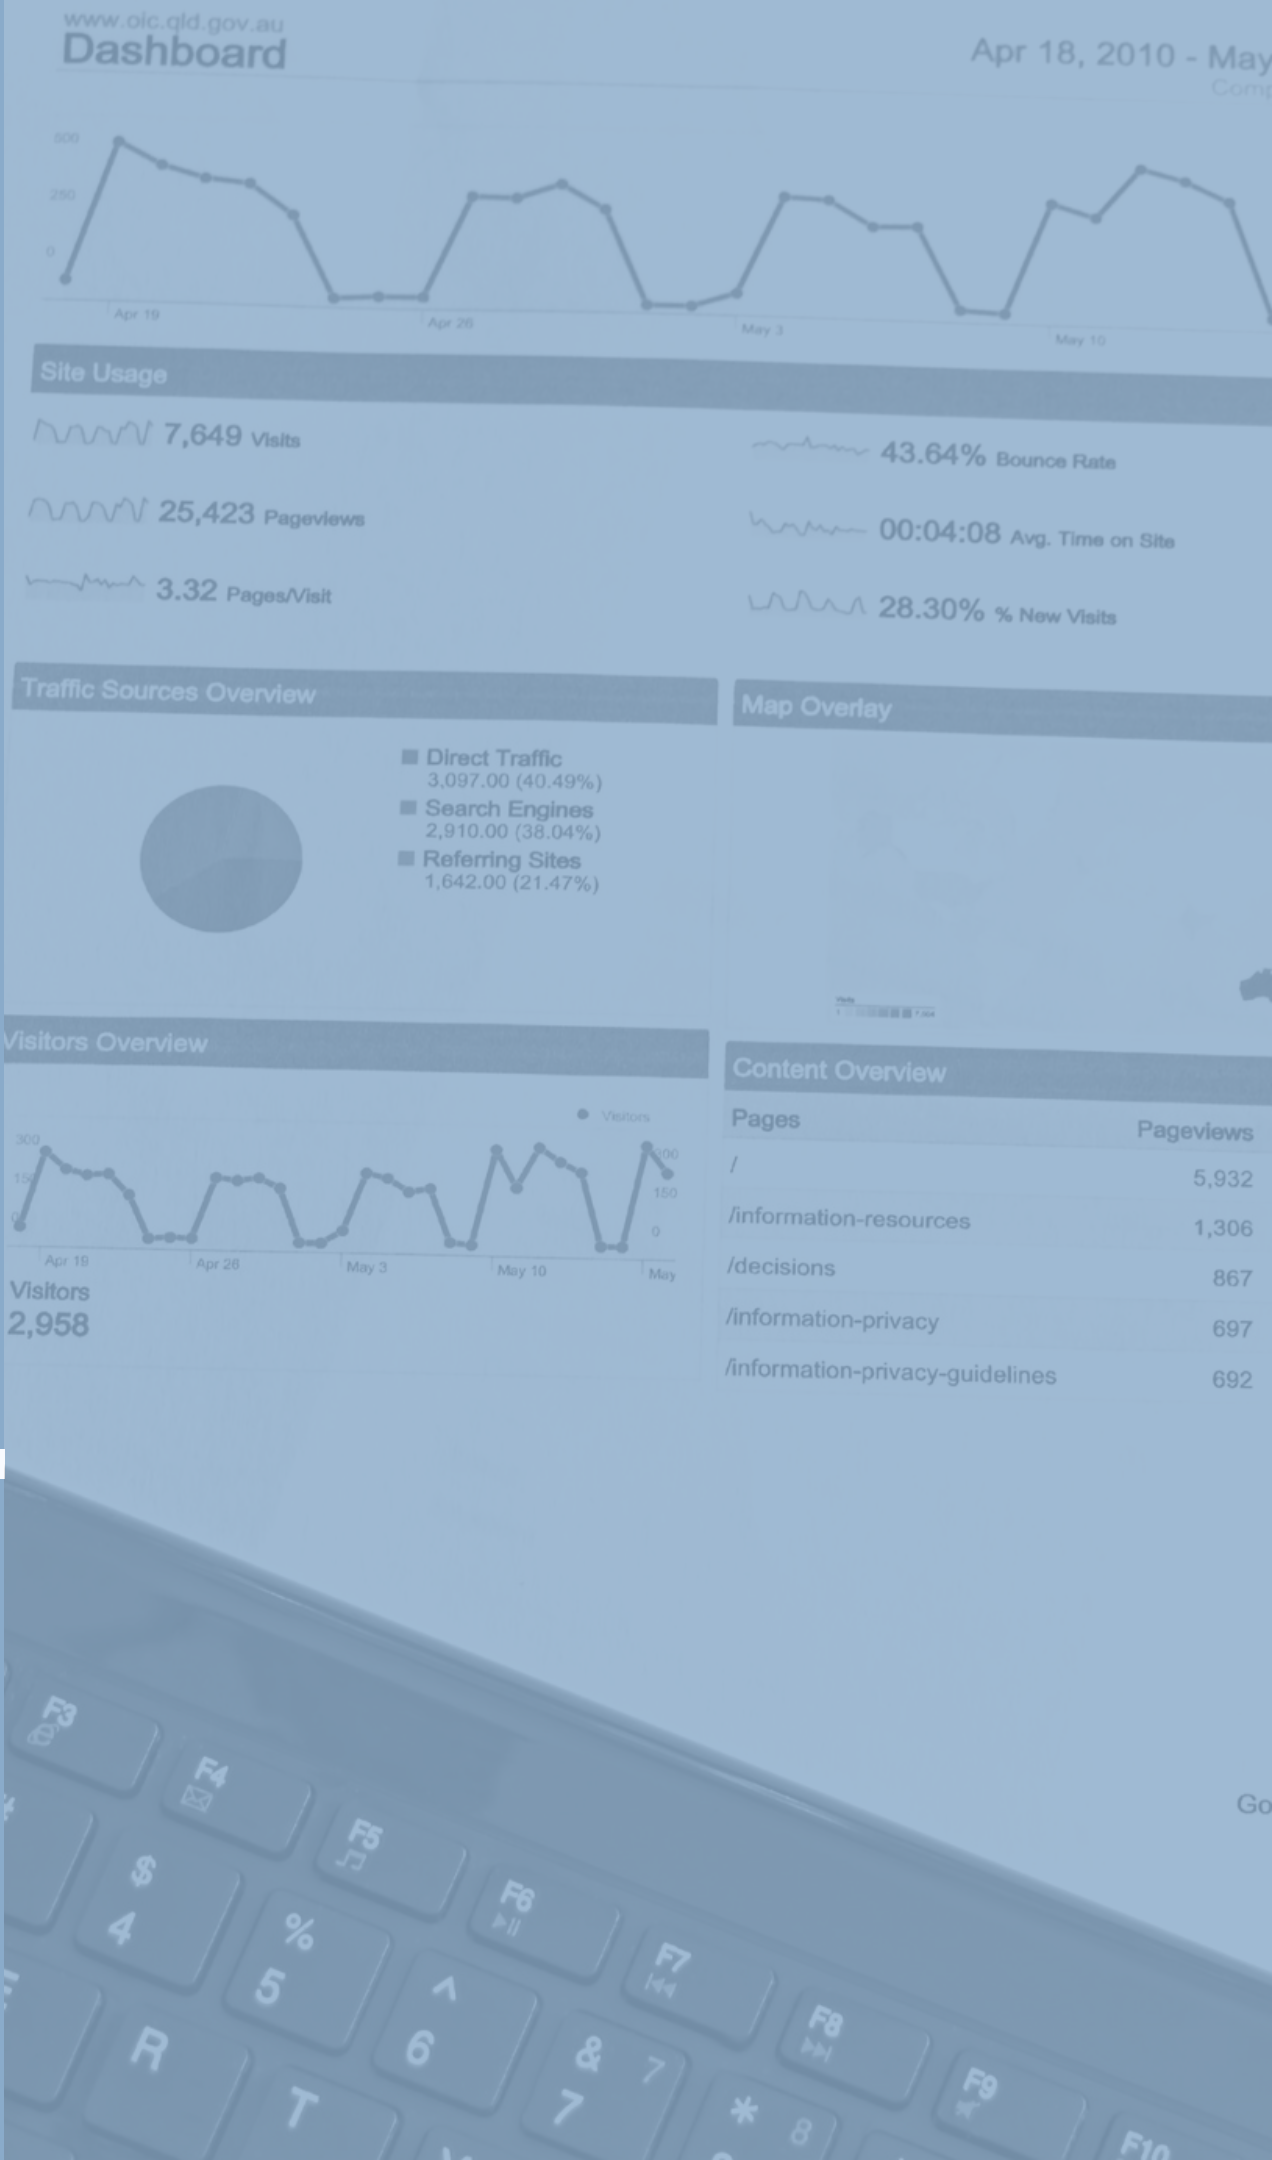 www.oic.qld.gov.au
Dashboard
Apr 18, 2010 - May
Comp
500
250
0
Apr 19
Apr 26
May 3
May 10
Site Usage
7,649 Visits
43.64% Bounce Rate
25,423 Pageviews
00:04:08 Avg. Time on Site
3.32 Pages/Visit
28.30% % New Visits
Traffic Sources Overview
Map Overlay
Direct Traffic
3,097.00 (40.49%)
Search Engines
2,910.00 (38.04%)
Referring Sites
1,642.00 (21.47%)
Visits
Visitors Overview
Content Overview
Visitors
300
150
0
150
0
Apr 19
Apr 26
May 3
May 10
May
Pages Pageviews
/ 5,932
/information-resources 1,306
/decisions 867
/information-privacy 697
/information-privacy-guidelines 692
Visitors
2,958
Go
F3
F4
F5
F6
F7
F8
F9
F10
$
4
%
5
^
6
& 7
7
* 8
R
T